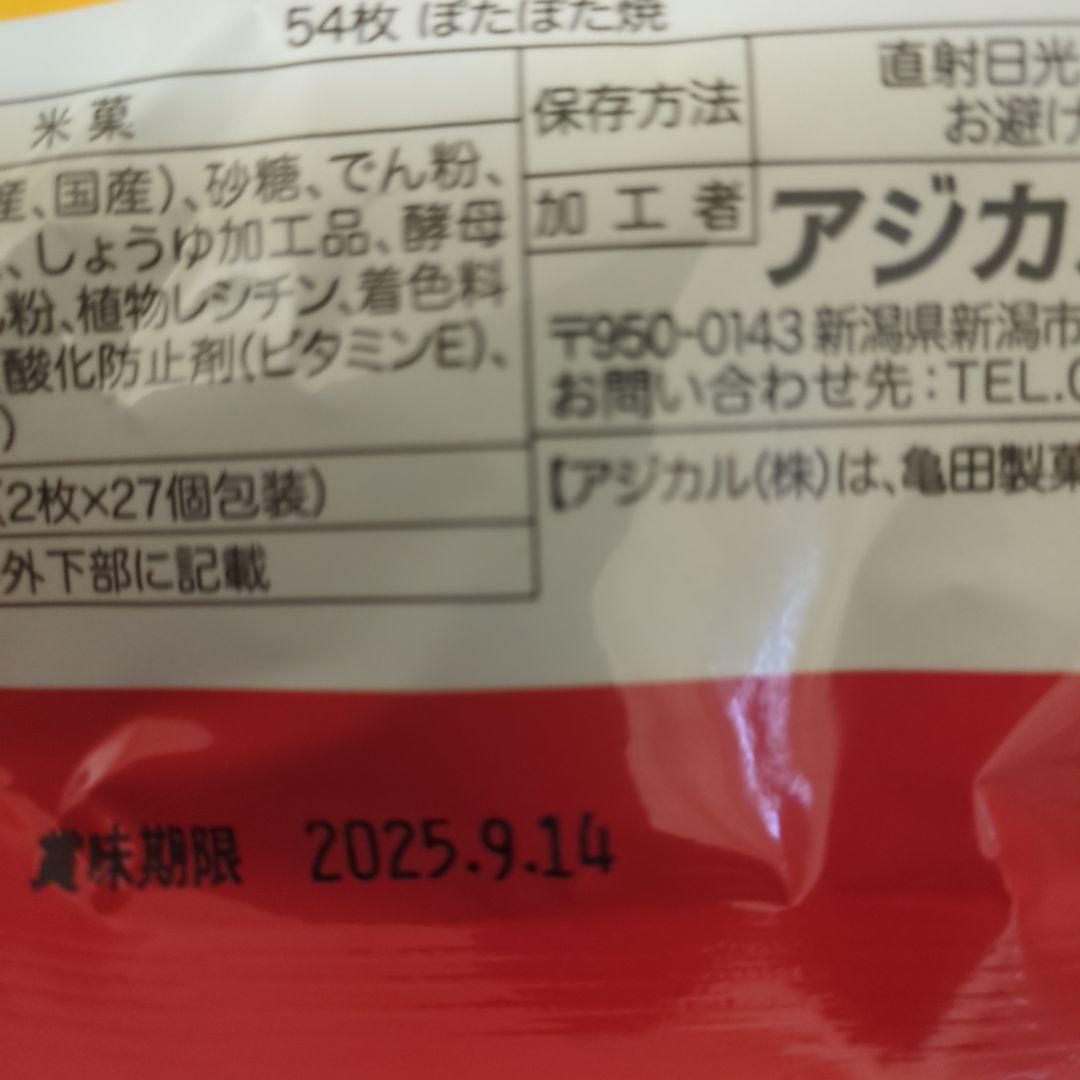 54枚 ぽたぽた焼
米菓
産、国産)、砂糖、でん粉、
、しょうゆ加工品、酵母
粉、植物レシチン、着色料
酸化防止剤(ビタミンE)、
)
(2枚×27個包装)
外下部に記載
保存方法
直射日光
お避け
加工者
アジカ
〒950-0143 新潟県新潟市
お問い合わせ先:TEL.0
【アジカル(株)は、亀田製菓
賞味期限 2025.9.14